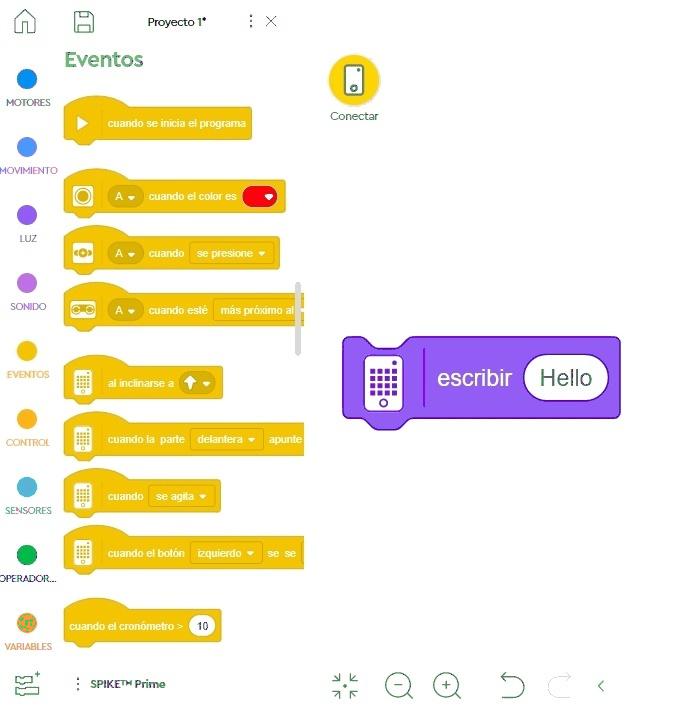 Proyecto 1*
Eventos
Conectar
MOTORES
MOVIMIENTO
LUZ
SONIDO
EVENTOS
CONTROL
SENSORES
OPERADOR...
VARIABLES
cuando se inicia el programa
A cuando el color es
A cuando se presione
A cuando esté más próximo al
al inclinarse a
cuando la parte delantera apunte
cuando se agita
cuando el botón izquierdo se se
cuando el cronómetro > 10
escribir Hello
SPIKE™ Prime